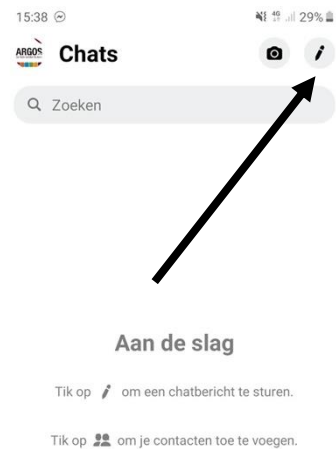 15:38 4G 29%
ARGOS Chats
Zoeken
Aan de slag
Tik op om een chatbericht te sturen.
Tik op om je contacten toe te voegen.